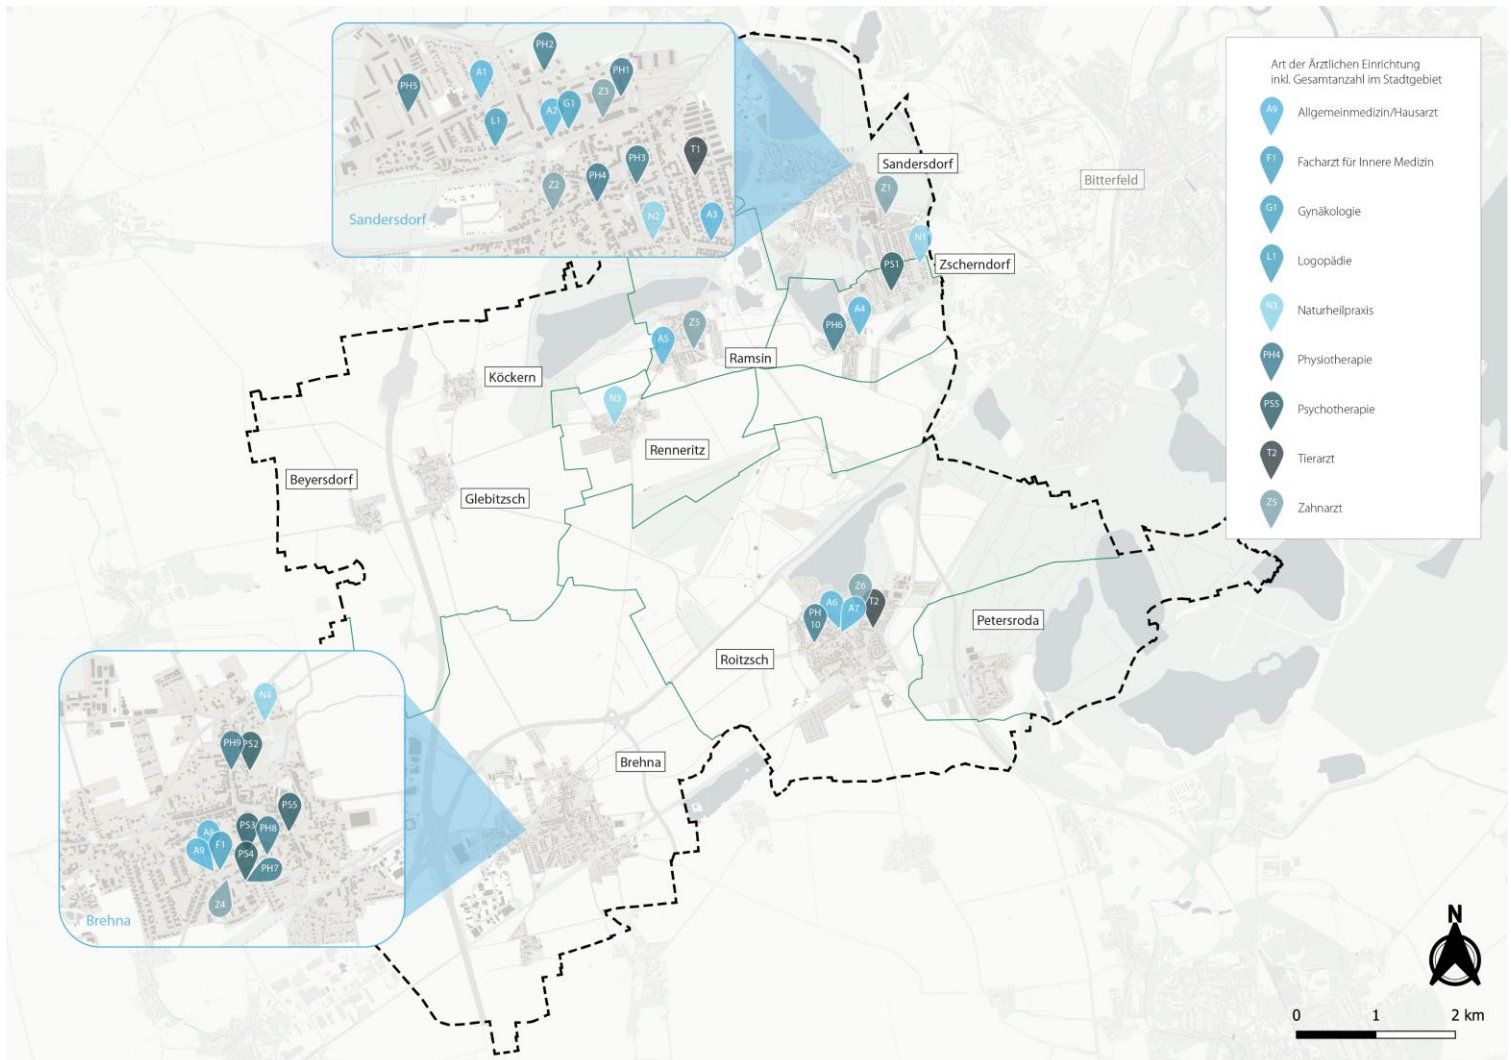 PH2
A1
PH1
PH5
Z3
G1
A2
L1
T1
PH3
PH4
Z2
N2
A3
Sandersdorf
Sandersdorf
Bitterfeld
Z1
N1
PS1
Zscherndorf
A4
PH6
Z5
A5
Ramsin
Köckern
N3
Renneritz
Beyersdorf
Glebitzsch
Z6
A6
A7
T2
PH
10
Petersroda
Roitzsch
Brehna
N4
PH9
PS2
PS5
PS3
PH8
A8
F1
A9
PS4
PH7
Z4
Brehna
Art der Ärztlichen Einrichtung
inkl. Gesamtanzahl im Stadtgebiet
A9 Allgemeinmedizin/Hausarzt
F1 Facharzt für Innere Medizin
G1 Gynäkologie
L1 Logopädie
N3 Naturheilpraxis
PH4 Physiotherapie
PS5 Psychotherapie
T2 Tierarzt
Z5 Zahnarzt
N
0 1 2 km